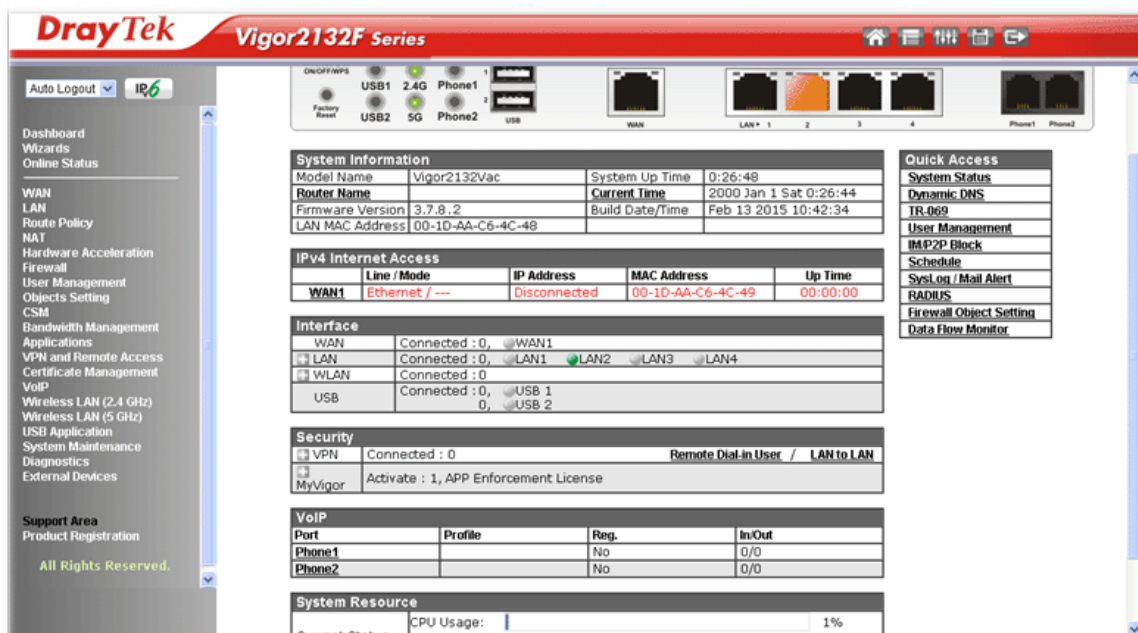 DrayTek
Vigor2132F Series
Auto Logout
IPv6
Dashboard
Wizards
Online Status
WAN
LAN
Route Policy
NAT
Hardware Acceleration
Firewall
User Management
Objects Setting
CSM
Bandwidth Management
Applications
VPN and Remote Access
Certificate Management
VoIP
Wireless LAN (2.4 GHz)
Wireless LAN (5 GHz)
USB Application
System Maintenance
Diagnostics
External Devices
Support Area
Product Registration
All Rights Reserved.
ON/OFF/WPS
USB1 2.4G Phone1 1
Factory Reset
USB2 5G Phone2 2
USB WAN LAN 1 2 3 4 Phone1 Phone2
System Information
Model Name Vigor2132Vac System Up Time 0:26:48
Router Name Current Time 2000 Jan 1 Sat 0:26:44
Firmware Version 3.7.8.2 Build Date/Time Feb 13 2015 10:42:34
LAN MAC Address 00-1D-AA-C6-4C-48
IPv4 Internet Access
Line / Mode IP Address MAC Address Up Time
WAN1 Ethernet / --- Disconnected 00-1D-AA-C6-4C-49 00:00:00
Interface
WAN Connected : 0, WAN1
LAN Connected : 0, LAN1 LAN2 LAN3 LAN4
WLAN Connected : 0
USB Connected : 0, USB 1
0, USB 2
Security
VPN Connected : 0 Remote Dial-in User / LAN to LAN
MyVigor Activate : 1, APP Enforcement License
VoIP
Port Profile Reg. In/Out
Phone1 No 0/0
Phone2 No 0/0
System Resource
CPU Usage: 1%
Quick Access
System Status
Dynamic DNS
TR-069
User Management
IM/P2P Block
Schedule
SysLog / Mail Alert
RADIUS
Firewall Object Setting
Data Flow Monitor